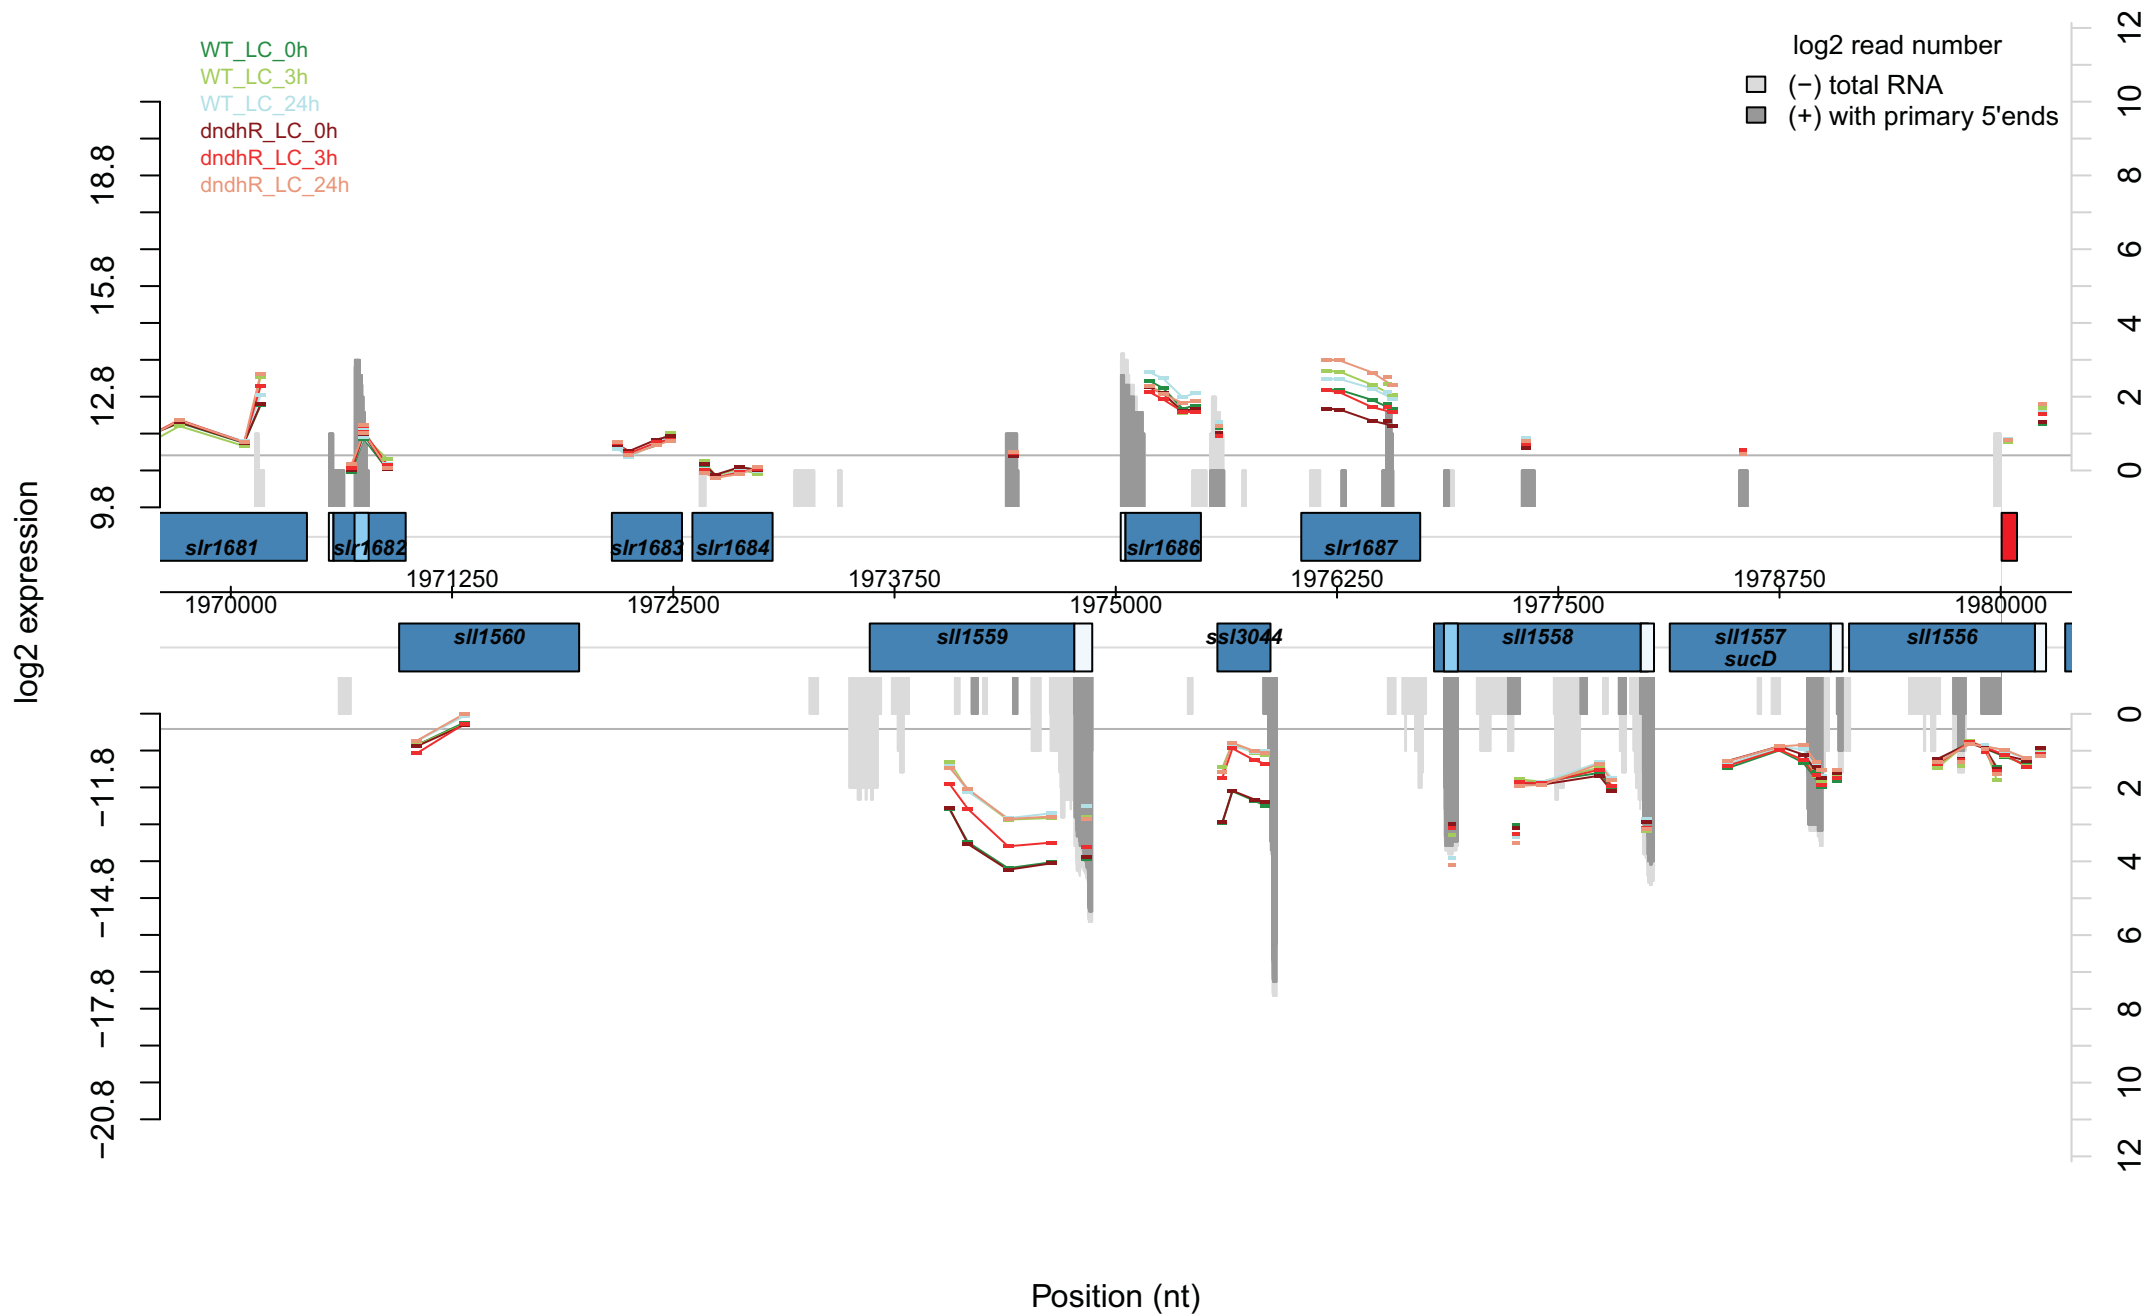 WT_LC_0h
WT_LC_3h
WT_LC_24h
dndhR_LC_0h
dndhR_LC_3h
dndhR_LC_24h
log2 read number
(−) total RNA
(+) with primary 5'ends
log2 expression
18.8
15.8
12.8
9.8
12
10
8
6
4
2
0
slr1681
slr1682
slr1683
slr1684
slr1686
slr1687
1971250
1973750
1976250
1978750
1970000
1972500
1975000
1977500
1980000
sll1560
sll1559
ssl3044
sll1558
sll1557
sucD
sll1556
−11.8
−14.8
−17.8
−20.8
0
2
4
6
8
10
12
Position (nt)